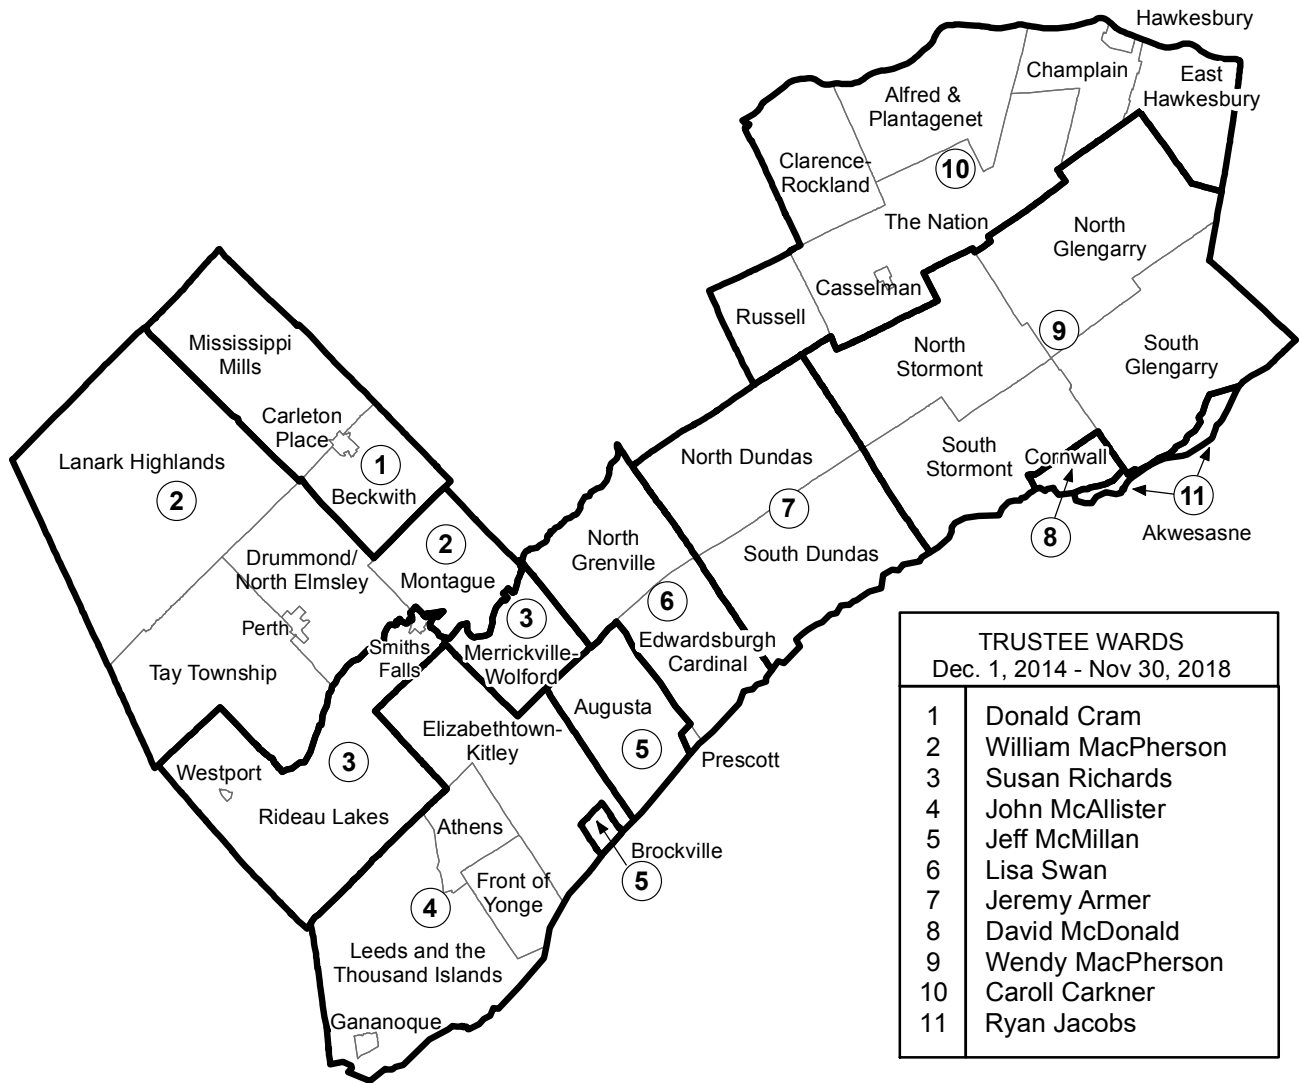 Hawkesbury
Champlain
East
Hawkesbury
Alfred &
Plantagenet
Clarence-
Rockland
10
The Nation
North
Glengarry
Casselman
Russell
9
North
Stormont
South
Glengarry
Mississippi
Mills
Carleton
Place
1
Beckwith
Lanark Highlands
2
North Dundas
South
Stormont
Cornwall
7
11
8
Akwesasne
2
Montague
Drummond/
North Elmsley
North
Grenville
South Dundas
6
3
Perth
Smiths
Falls
Merrickville-
Wolford
Edwardsburgh
Cardinal
Tay Township
Augusta
Elizabethtown-
Kitley
5
Prescott
Westport
3
Rideau Lakes
Athens
Brockville
5
Front of
Yonge
4
Leeds and the
Thousand Islands
Gananoque
TRUSTEE WARDS
Dec. 1, 2014 - Nov 30, 2018
1 Donald Cram
2 William MacPherson
3 Susan Richards
4 John McAllister
5 Jeff McMillan
6 Lisa Swan
7 Jeremy Armer
8 David McDonald
9 Wendy MacPherson
10 Caroll Carkner
11 Ryan Jacobs